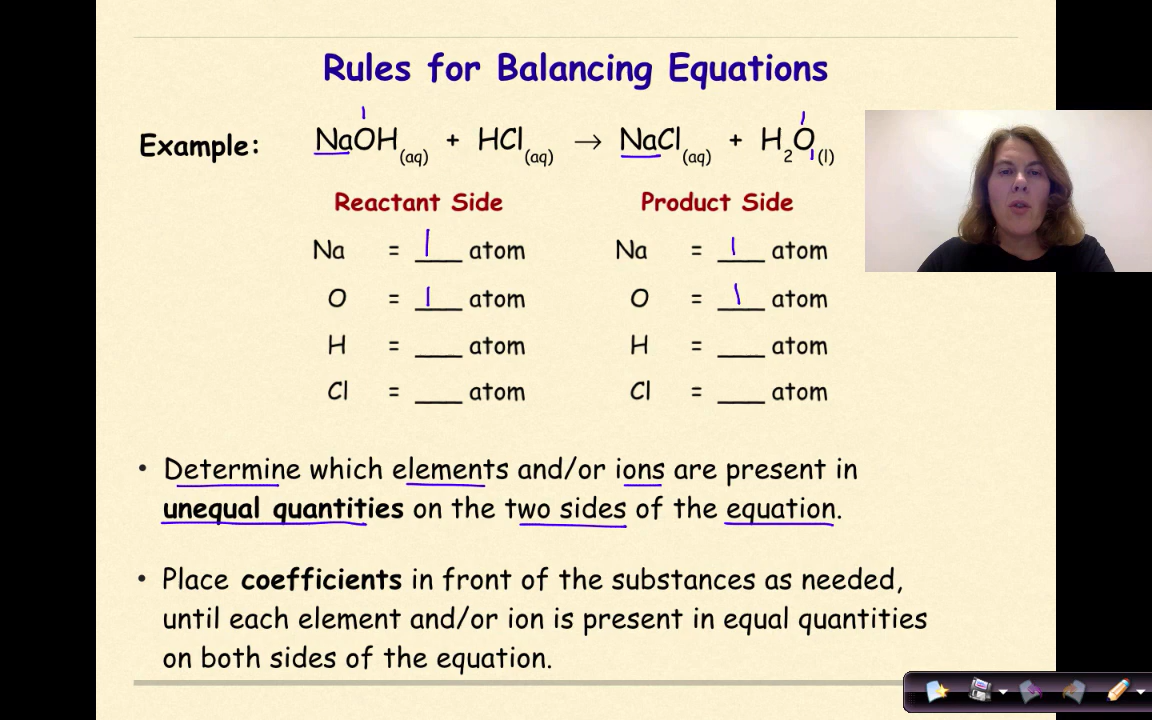 Rules for Balancing Equations
Example: NaOH(aq) + HCl(aq) → NaCl(aq) + H2O(l)
Reactant Side Product Side
Na = 1 atom Na = 1 atom
O = 1 atom O = 1 atom
H = ___ atom H = ___ atom
Cl = ___ atom Cl = ___ atom
• Determine which elements and/or ions are present in
unequal quantities on the two sides of the equation.
• Place coefficients in front of the substances as needed,
until each element and/or ion is present in equal quantities
on both sides of the equation.